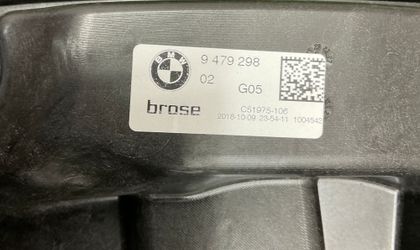 BMW
9 479 298
02 G05
brose
C51975-106
2018-10-09 23-54-11 1004542